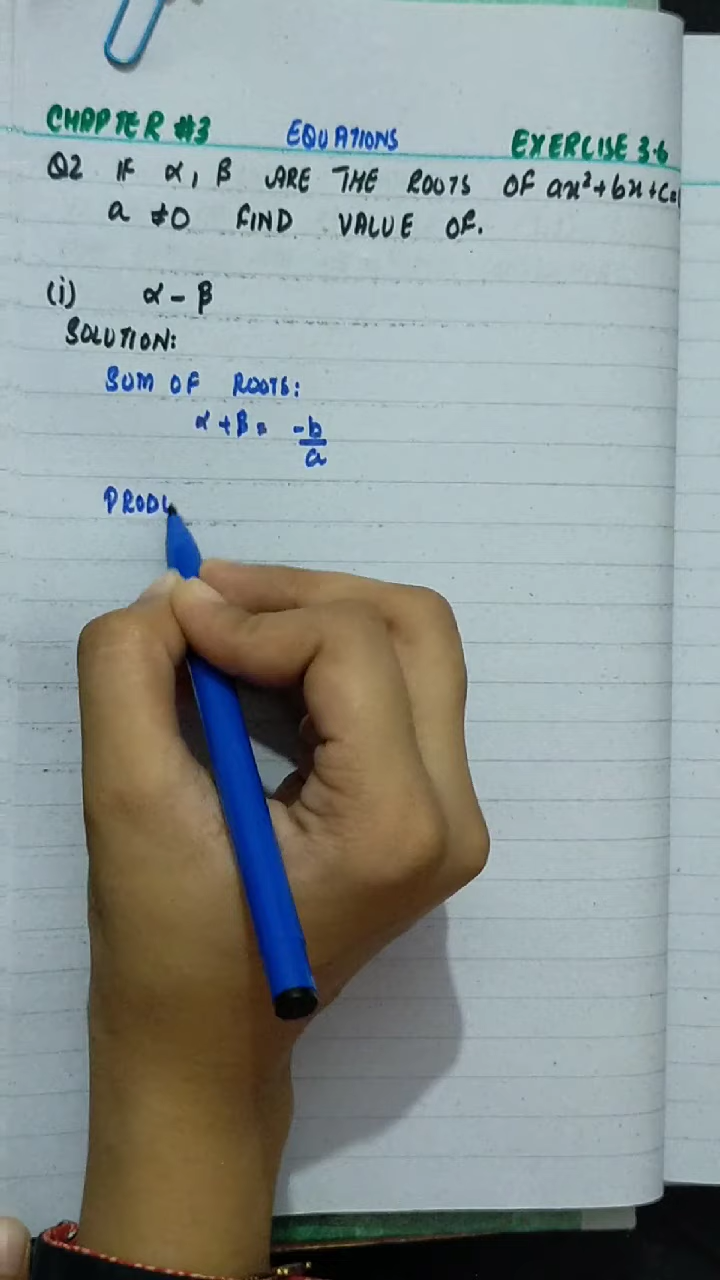 CHAPTER #3 EQUATIONS EXERCISE 3.6
Q2 IF α, β ARE THE ROOTS OF ax²+bx+c=
a ≠0 FIND VALUE OF.
(i) α - β
SOLUTION:
SUM OF ROOTS:
α + β = -b/a
PRODU